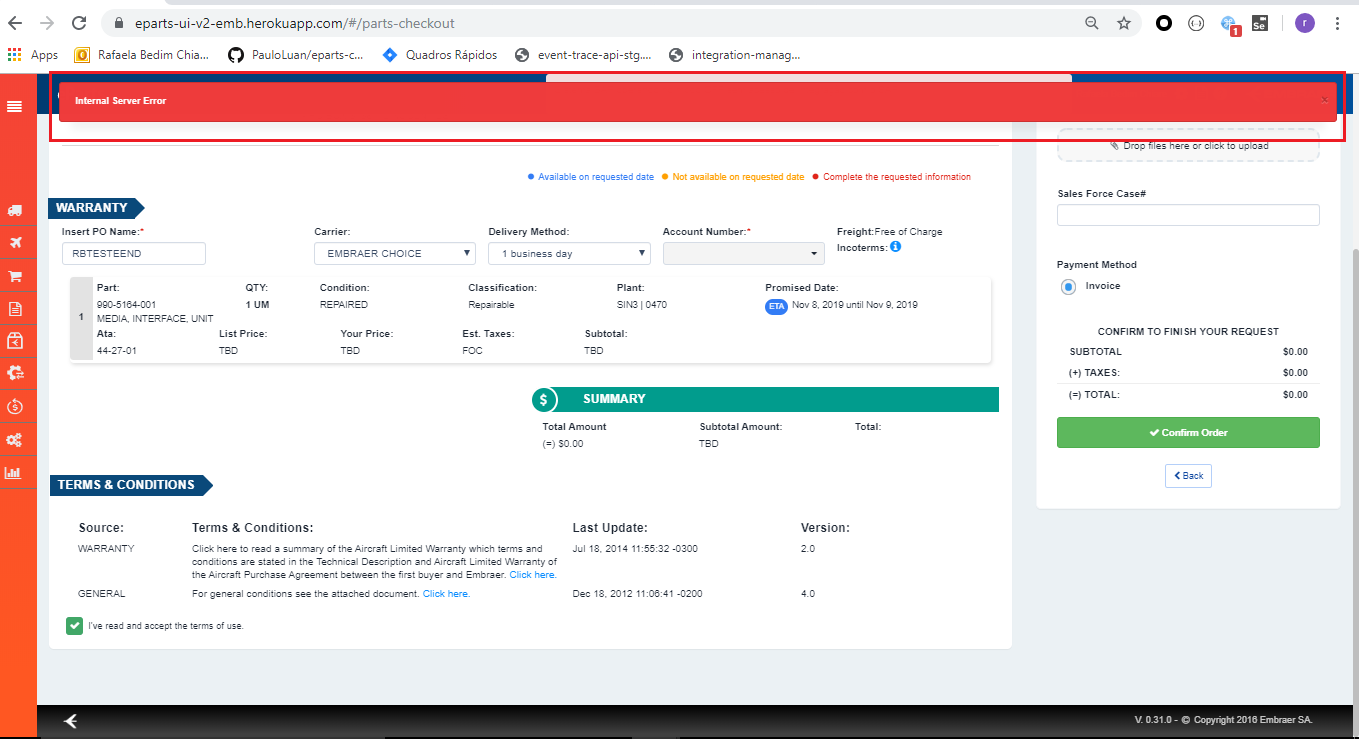 eparts-ui-v2-emb.herokuapp.com/#/parts-checkout
Se
1
r
Apps
Rafaela Bedim Chia...
PauloLuan/eparts-c...
Quadros Rápidos
event-trace-api-stg....
integration-manag...
Internal Server Error
x
Drop files here or click to upload
Available on requested date
Not available on requested date
Complete the requested information
Sales Force Case#
WARRANTY
Insert PO Name:*
Carrier:
Delivery Method:
Account Number:*
Freight:Free of Charge
Incoterms:
RBTESTEEND
EMBRAER CHOICE
1 business day
Payment Method
Invoice
1
Part:
QTY:
Condition:
Classification:
Plant:
Promised Date:
990-5164-001
1 UM
REPAIRED
Repairable
SIN3 | 0470
ETA Nov 8, 2019 until Nov 9, 2019
MEDIA, INTERFACE, UNIT
Ata:
List Price:
Your Price:
Est. Taxes:
Subtotal:
44-27-01
TBD
TBD
FOC
TBD
CONFIRM TO FINISH YOUR REQUEST
SUBTOTAL $0.00
(+) TAXES: $0.00
(=) TOTAL: $0.00
Confirm Order
Back
$ SUMMARY
Total Amount
Subtotal Amount:
Total:
(=) $0.00
TBD
TERMS & CONDITIONS
Source:
Terms & Conditions:
Last Update:
Version:
WARRANTY
Click here to read a summary of the Aircraft Limited Warranty which terms and
conditions are stated in the Technical Description and Aircraft Limited Warranty of
the Aircraft Purchase Agreement between the first buyer and Embraer. Click here.
Jul 18, 2014 11:55:32 -0300
2.0
GENERAL
For general conditions see the attached document. Click here.
Dec 18, 2012 11:06:41 -0200
4.0
I've read and accept the terms of use.
V. 0.31.0 - © Copyright 2016 Embraer SA.